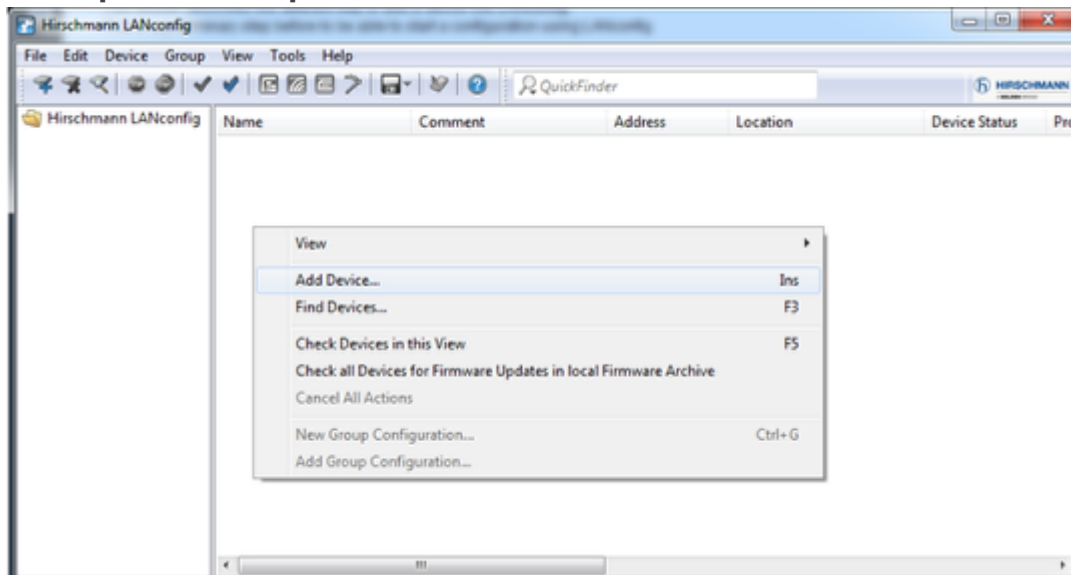 Hirschmann LANconfig
File Edit Device Group View Tools Help
QuickFinder
HIRSCHMANN
Hirschmann LANconfig
Name Comment Address Location Device Status
View
Add Device... Ins
Find Devices... F3
Check Devices in this View F5
Check all Devices for Firmware Updates in local Firmware Archive
Cancel All Actions
New Group Configuration... Ctrl+G
Add Group Configuration...